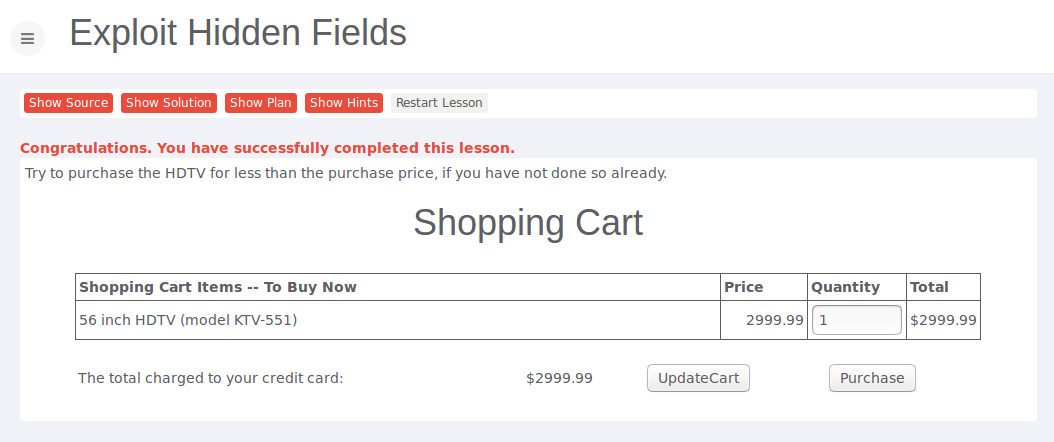 Exploit Hidden Fields
Show Source Show Solution Show Plan Show Hints Restart Lesson
Congratulations. You have successfully completed this lesson.
Try to purchase the HDTV for less than the purchase price, if you have not done so already.
Shopping Cart
Shopping Cart Items -- To Buy Now Price Quantity Total
56 inch HDTV (model KTV-551) 2999.99 1 $2999.99
The total charged to your credit card: $2999.99 UpdateCart Purchase